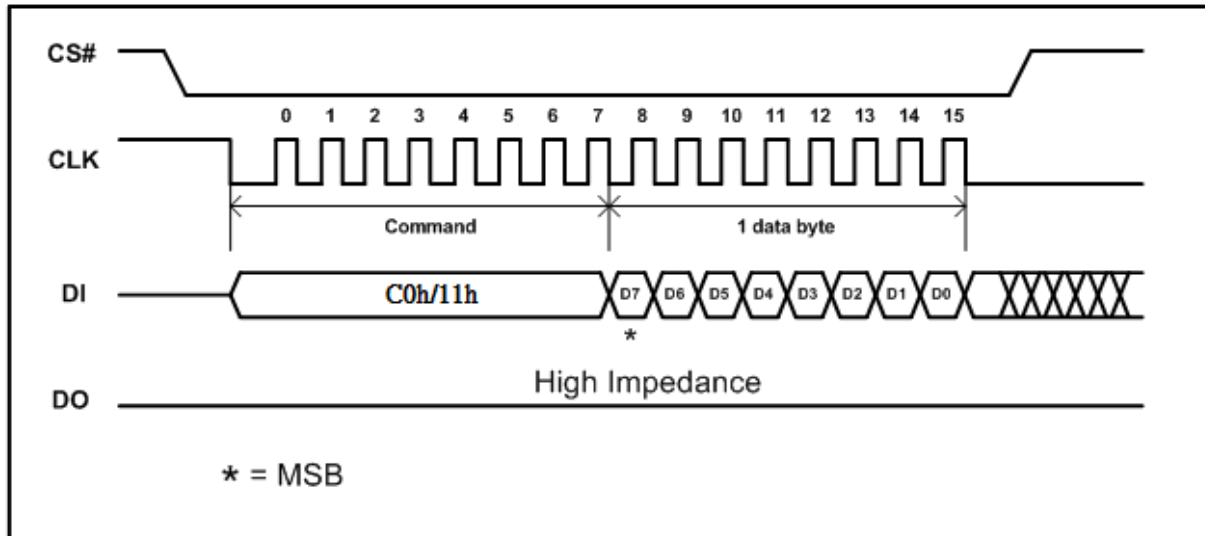 CS#
0 1 2 3 4 5 6 7 8 9 10 11 12 13 14 15
CLK
Command 1 data byte
DI C0h/11h D7 D6 D5 D4 D3 D2 D1 D0
*
High Impedance
DO
* = MSB